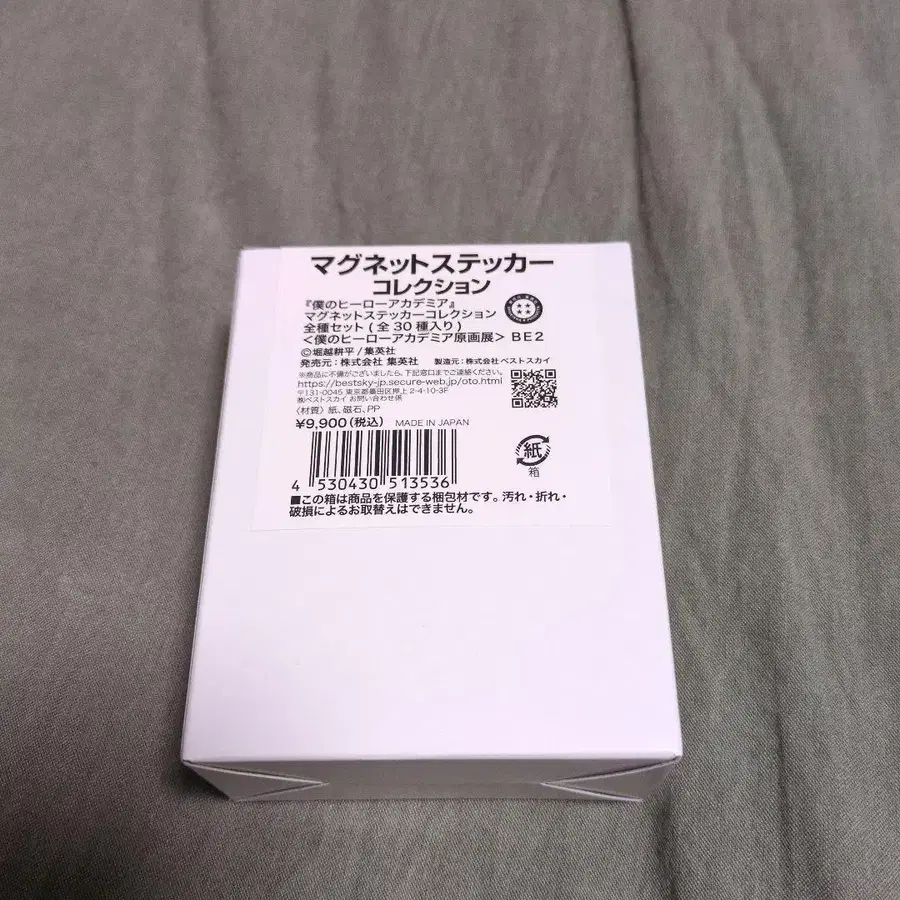 マグネットステッカー
コレクション
『僕のヒーローアカデミア』
マグネットステッカーコレクション
全種セット(全30種入り)
<僕のヒーローアカデミア原画展> BE2
©堀越耕平/集英社
発売元:株式会社 集英社 製造元:株式会社ベストスカイ
※商品に不備がございましたら、下記窓口までご連絡ください。
https://bestsky-jp.secure-web.jp/oto.html
〒131-0045 東京都墨田区押上 2-4-10-3F
㈱ベストスカイ お問い合わせ係
〈材質〉紙、磁石、PP
¥9,900(税込) MADE IN JAPAN
紙
箱
4 530430 513536
■この箱は商品を保護する梱包材です。汚れ・折れ・
破損によるお取替えはできません。